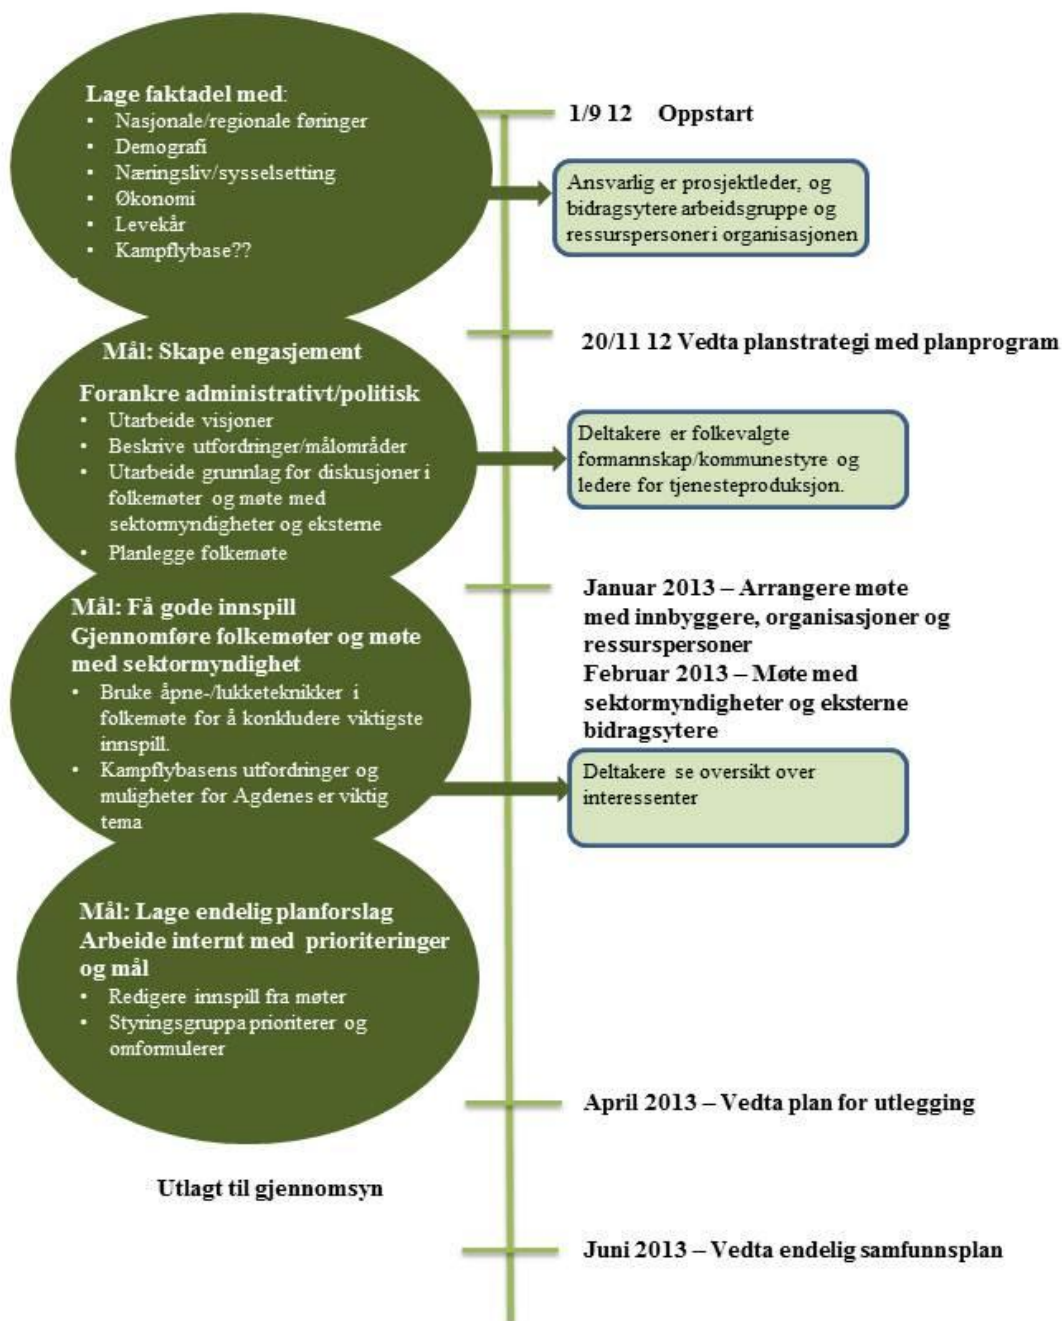 Lage faktadel med:
• Nasjonale/regionale føringer
• Demografi
• Næringsliv/sysselsetting
• Økonomi
• Levekår
• Kampflybase??
1/9 12 Oppstart
Ansvarlig er prosjektleder, og
bidragsytere arbeidsgruppe og
ressurspersoner i organisasjonen
20/11 12 Vedta planstrategi med planprogram
Mål: Skape engasjement
Forankre administrativt/politisk
• Utarbeide visjoner
• Beskrive utfordringer/målområder
• Utarbeide grunnlag for diskusjoner i
folkemøter og møte med
sektormyndigheter og eksterne
• Planlegge folkemøte
Deltakere er folkevalgte
formannskap/kommunestyre og
ledere for tjenesteproduksjon.
Januar 2013 – Arrangere møte
med innbyggere, organisasjoner og
ressurspersoner
Februar 2013 – Møte med
sektormyndigheter og eksterne
bidragsytere
Mål: Få gode innspill
Gjennomføre folkemøter og møte
med sektormyndighet
• Bruke åpne-/lukketeknikker i
folkemøte for å konkludere viktigste
innspill.
• Kampflybasens utfordringer og
muligheter for Agdenes er viktig
tema
Deltakere se oversikt over
interessenter
Mål: Lage endelig planforslag
Arbeide internt med prioriteringer
og mål
• Redigere innspill fra møter
• Styringsgruppa prioriterer og
omformulerer
April 2013 – Vedta plan for utlegging
Utlagt til gjennomsyn
Juni 2013 – Vedta endelig samfunnsplan